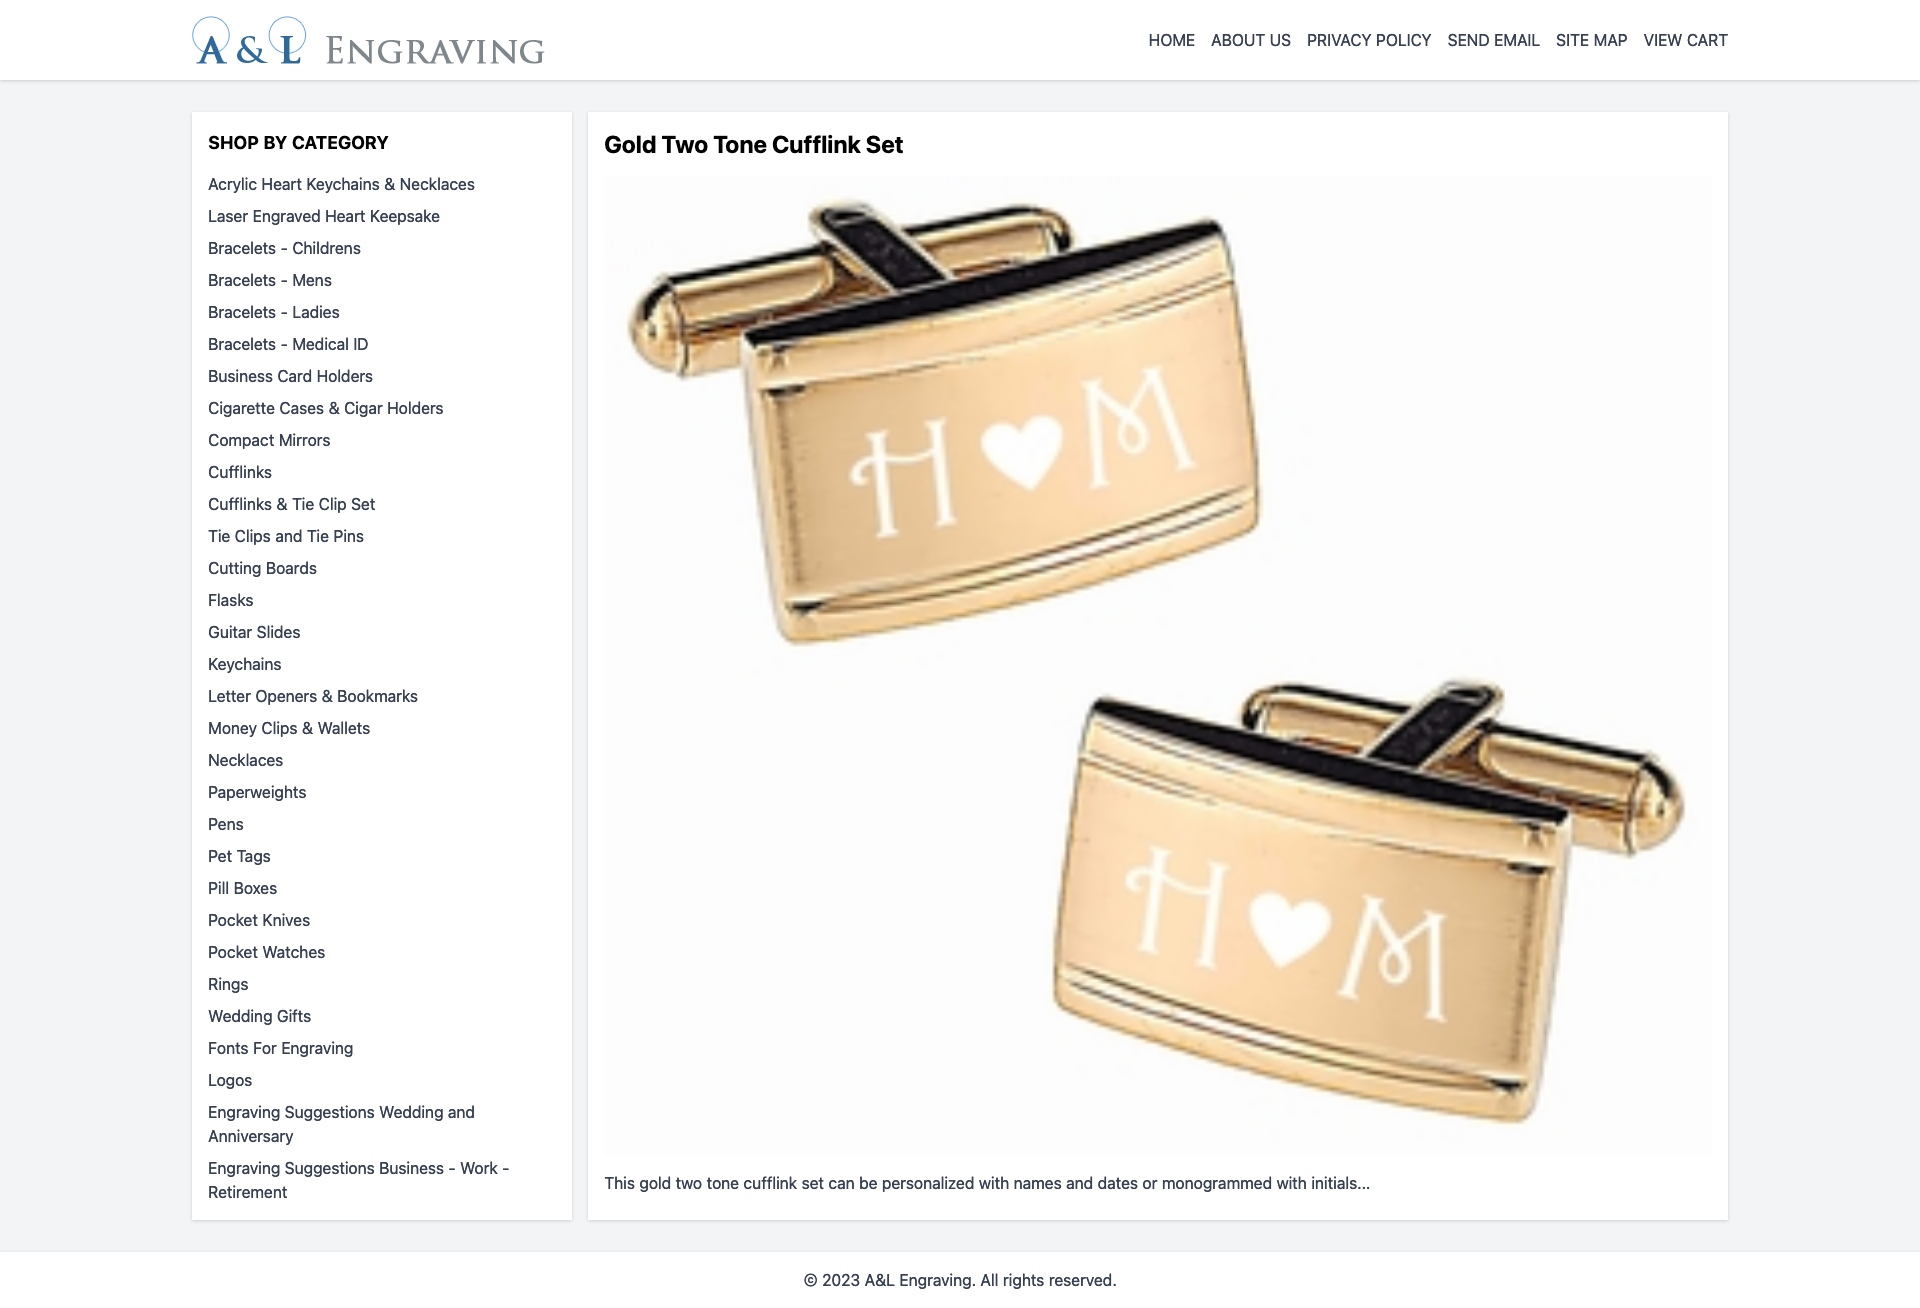 A & L ENGRAVING
HOME ABOUT US PRIVACY POLICY SEND EMAIL SITE MAP VIEW CART
SHOP BY CATEGORY
Acrylic Heart Keychains & Necklaces
Laser Engraved Heart Keepsake
Bracelets - Childrens
Bracelets - Mens
Bracelets - Ladies
Bracelets - Medical ID
Business Card Holders
Cigarette Cases & Cigar Holders
Compact Mirrors
Cufflinks
Cufflinks & Tie Clip Set
Tie Clips and Tie Pins
Cutting Boards
Flasks
Guitar Slides
Keychains
Letter Openers & Bookmarks
Money Clips & Wallets
Necklaces
Paperweights
Pens
Pet Tags
Pill Boxes
Pocket Knives
Pocket Watches
Rings
Wedding Gifts
Fonts For Engraving
Logos
Engraving Suggestions Wedding and
Anniversary
Engraving Suggestions Business - Work -
Retirement
Gold Two Tone Cufflink Set
H♥M
H♥M
This gold two tone cufflink set can be personalized with names and dates or monogrammed with initials...
© 2023 A&L Engraving. All rights reserved.